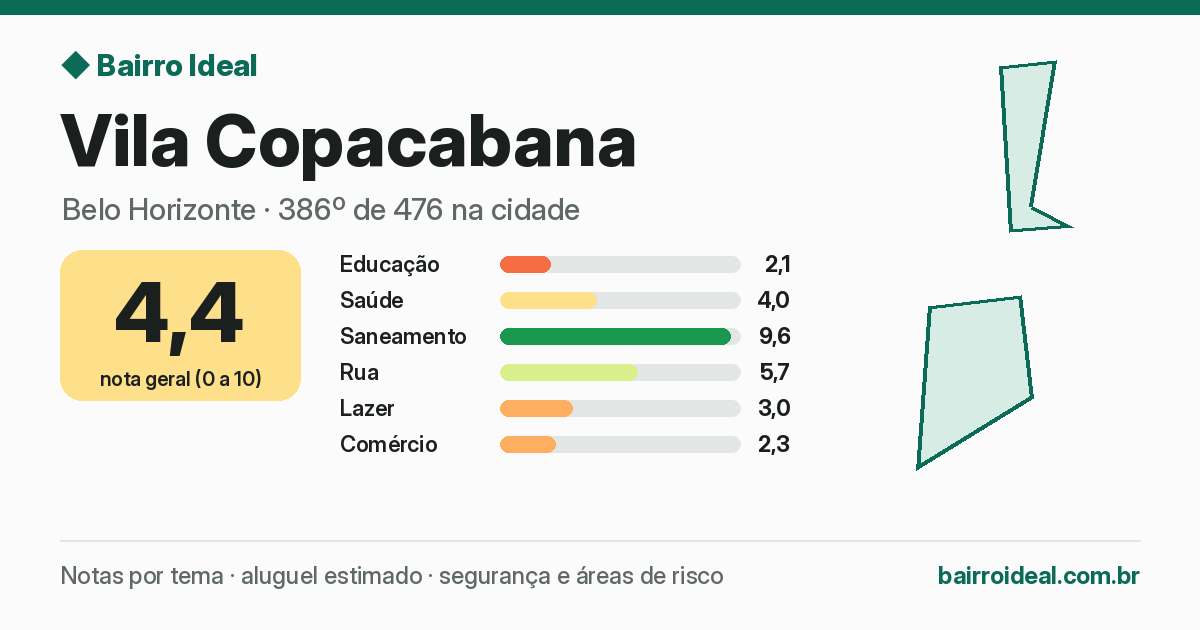 Bairro Ideal
Vila Copacabana
Belo Horizonte · 386º de 476 na cidade
4,4
nota geral (0 a 10)
Educação 2,1
Saúde 4,0
Saneamento 9,6
Rua 5,7
Lazer 3,0
Comércio 2,3
Notas por tema · aluguel estimado · segurança e áreas de risco
bairroideal.com.br